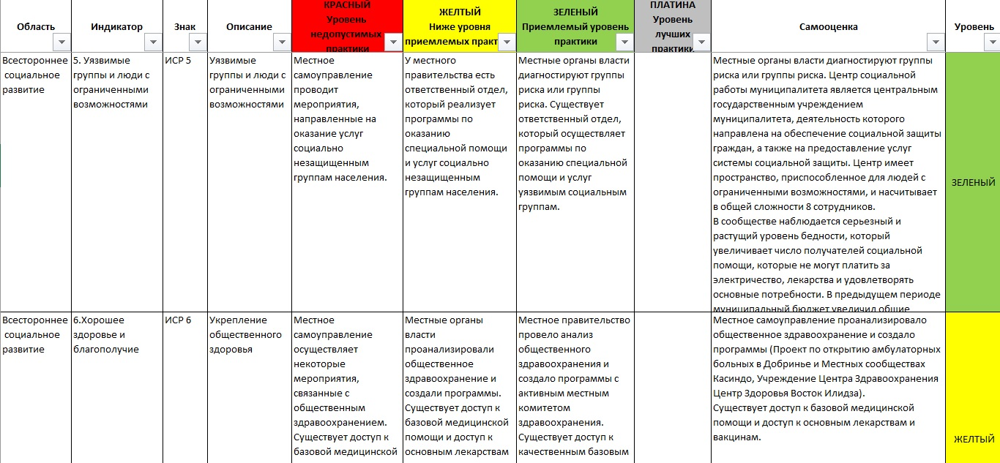 Область
Индикатор
Знак
Описание
КРАСНЫЙ
Уровень
недопустимых
практики
ЖЕЛТЫЙ
Ниже уровня
приемлемых практ
ЗЕЛЕНЫЙ
Приемлемый уровень
практики
ПЛАТИНА
Уровень
лучших
практики
Самооценка
Уровень
Всестороннее
социальное
развитие
5. Уязвимые
группы и люди с
ограниченными
возможностями
ИСР 5
Уязвимые
группы и люди с
ограниченными
возможностями
Местное
самоуправление
проводит
мероприятия,
направленные на
оказание услуг
социально
незащищенным
группам населения.
У местного
правительства есть
ответственный отдел,
который реализует
программы по
оказанию
специальной помощи
и услуг социально
незащищенным
группам населения.
Местные органы власти
диагностируют группы
риска или группы
риска. Существует
ответственный отдел,
который осуществляет
программы по
оказанию специальной
помощи и услуг
уязвимым социальным
группам.
Местные органы власти диагностируют группы
риска или группы риска. Центр социальной
работы муниципалитета является центральным
государственным учреждением
муниципалитета, деятельность которого
направлена на обеспечение социальной защиты
граждан, а также на предоставление услуг
системы социальной защиты. Центр имеет
пространство, приспособленное для людей с
ограниченными возможностями, и насчитывает
в общей сложности 8 сотрудников.
В сообществе наблюдается серьезный и
растущий уровень бедности, который
увеличивает число получателей социальной
помощи, которые не могут платить за
электричество, лекарства и удовлетворять
основные потребности. В предыдущем периоде
муниципальный бюджет увеличил общие
ЗЕЛЕНЫЙ
Всестороннее
социальное
развитие
6.Хорошее
здоровье и
благополучие
ИСР 6
Укрепление
общественного
здоровья
Местное
самоуправление
осуществляет
некоторые
мероприятия,
связанные с
общественным
здравоохранением.
Существует доступ к
базовой медицинской
Местные органы
власти
проанализировали
общественное
здравоохранение и
создали программы.
Существует доступ к
базовой медицинской
помощи и доступ к
основным лекарствам
Местное правительство
провело анализ
общественного
здравоохранения и
создало программы с
активным местным
комитетом
здравоохранения.
Существует доступ к
качественным базовым
Местное самоуправление проанализировало
общественное здравоохранение и создало
программы (Проект по открытию амбулаторных
больных в Добринье и Местных сообществах
Касиндо, Учреждение Центра Здравоохранения
Центр Здоровья Восток Илидза).
Существует доступ к базовой медицинской
помощи и доступ к основным лекарствам и
вакцинам.
ЖЕЛТЫЙ